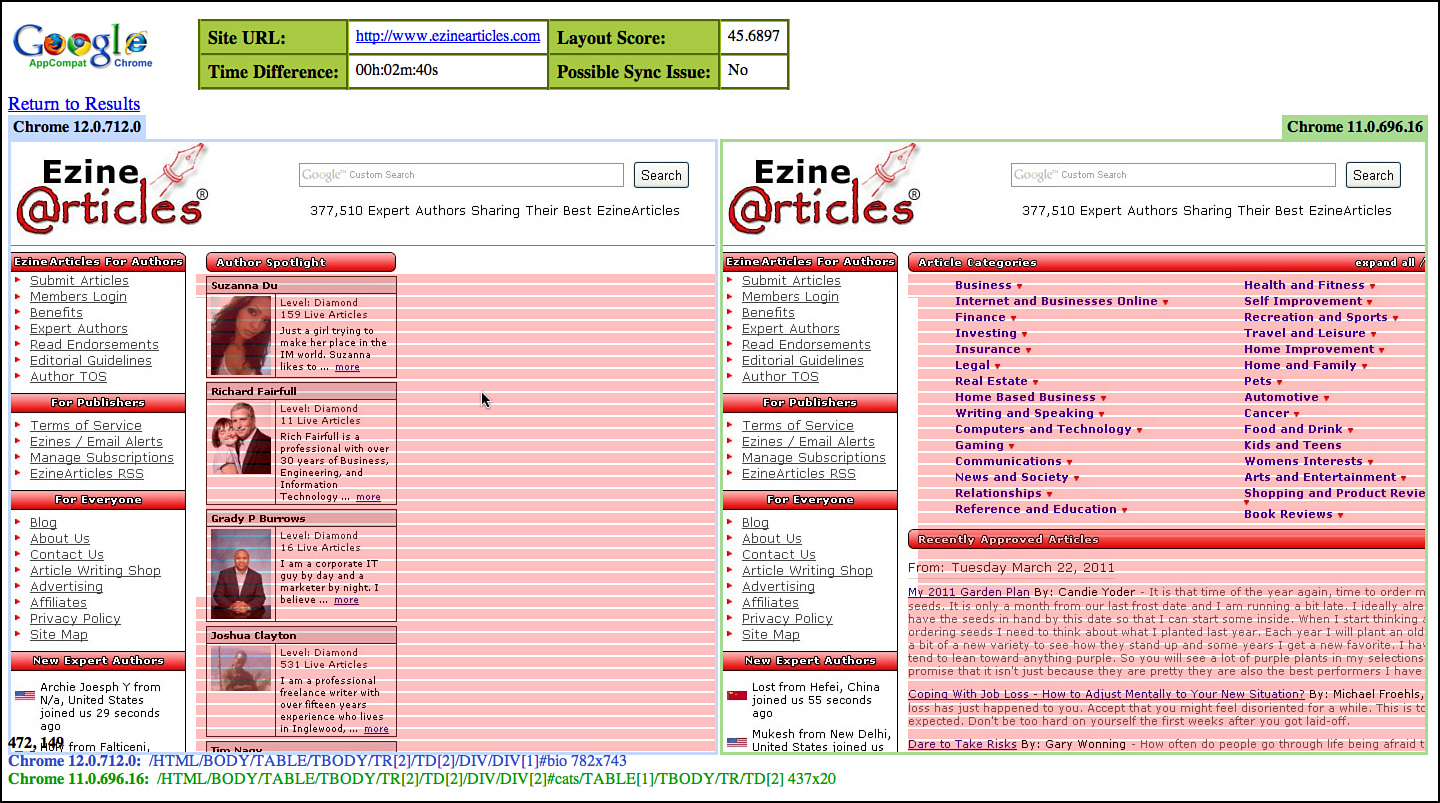 Google
AppCompat Chrome
Site URL: http://www.ezinearticles.com Layout Score: 45.6897
Time Difference: 00h:02m:40s Possible Sync Issue: No
Return to Results
Chrome 12.0.712.0
Chrome 11.0.696.16
Ezine
@rticles®
Google™ Custom Search
Search
377,510 Expert Authors Sharing Their Best EzineArticles
EzineArticles For Authors
Submit Articles
Members Login
Benefits
Expert Authors
Read Endorsements
Editorial Guidelines
Author TOS
For Publishers
Terms of Service
Ezines / Email Alerts
Manage Subscriptions
EzineArticles RSS
For Everyone
Blog
About Us
Contact Us
Article Writing Shop
Advertising
Affiliates
Privacy Policy
Site Map
New Expert Authors
Archie Joesph Y from
N/a, United States
joined us 29 seconds
ago
from Falticeni,
Author Spotlight
Suzanna Du
Level: Diamond
159 Live Articles
Just a girl trying to
make her place in the
IM world. Suzanna
likes to ... more
Richard Fairfull
Level: Diamond
11 Live Articles
Rich Fairfull is a
professional with over
30 years of Business,
Engineering, and
Information
Technology ... more
Grady P Burrows
Level: Diamond
16 Live Articles
I am a corporate IT
guy by day and a
marketer by night. I
believe ... more
Joshua Clayton
Level: Diamond
531 Live Articles
I am a professional
freelance writer with
over fifteen years
experience who lives
in Inglewood, ... more
Tim Nagy
Ezine
@rticles®
Google™ Custom Search
Search
377,510 Expert Authors Sharing Their Best EzineArticles
EzineArticles For Authors
Submit Articles
Members Login
Benefits
Expert Authors
Read Endorsements
Editorial Guidelines
Author TOS
For Publishers
Terms of Service
Ezines / Email Alerts
Manage Subscriptions
EzineArticles RSS
For Everyone
Blog
About Us
Contact Us
Article Writing Shop
Advertising
Affiliates
Privacy Policy
Site Map
New Expert Authors
Lost from Hefei, China
joined us 55 seconds
ago
Mukesh from New Delhi,
United States joined us
Article Categories
expand all /
Business
Internet and Businesses Online
Finance
Investing
Insurance
Legal
Real Estate
Home Based Business
Writing and Speaking
Computers and Technology
Gaming
Communications
News and Society
Relationships
Reference and Education
Health and Fitness
Self Improvement
Recreation and Sports
Travel and Leisure
Home Improvement
Home and Family
Pets
Automotive
Cancer
Food and Drink
Kids and Teens
Womens Interests
Arts and Entertainment
Shopping and Product Revie
Book Reviews
Recently Approved Articles
From: Tuesday March 22, 2011
My 2011 Garden Plan By: Candie Yoder - It is that time of the year again, time to order m
seeds. It is only a month from our last frost date and I am running a bit late. I ideally alre
have the seeds in hand by this date so that I can start some inside. When I start thinking a
ordering seeds I need to think about what I planted last year. Each year I will plant an old
a bit of a new variety to see how they stand up and some years I get a new favorite. I hav
tend to lean toward anything purple. So you will see a lot of purple plants in my selections
promise that it isn't just because they are pretty they are also the best performers I have
Coping With Job Loss - How to Adjust Mentally to Your New Situation? By: Michael Froehls,
loss has just happened to you. Accept that you might feel disoriented for a while. This is to
expected. Don't be too hard on yourself the first weeks after you got laid-off.
Dare to Take Risks By: Gary Wonning - How often do people go through life being afraid t
472, 149
Chrome 12.0.712.0: /HTML/BODY/TABLE/TBODY/TR[2]/TD[2]/DIV/DIV[1]#bio 782x743
Chrome 11.0.696.16: /HTML/BODY/TABLE/TBODY/TR[2]/TD[2]/DIV/DIV[2]#cats/TABLE[1]/TBODY/TR/TD[2] 437x20